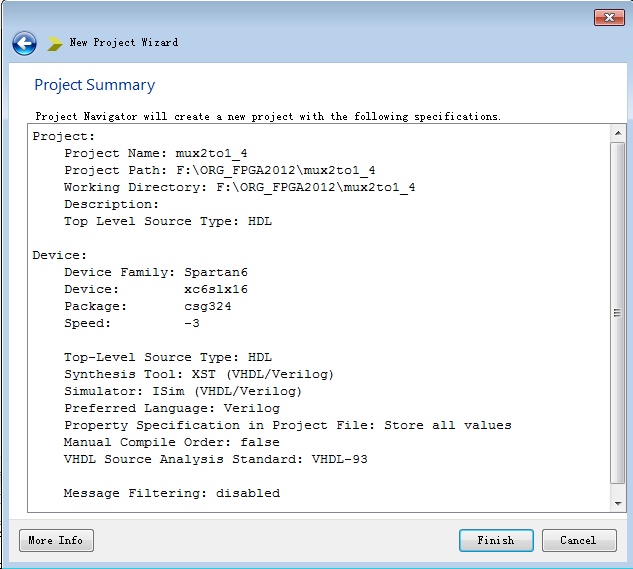 New Project Wizard
Project Summary
Project Navigator will create a new project with the following specifications.
Project:
Project Name: mux2to1_4
Project Path: F:\ORG_FPGA2012\mux2to1_4
Working Directory: F:\ORG_FPGA2012\mux2to1_4
Description:
Top Level Source Type: HDL
Device:
Device Family: Spartan6
Device: xc6slx16
Package: csg324
Speed: -3
Top-Level Source Type: HDL
Synthesis Tool: XST (VHDL/Verilog)
Simulator: ISim (VHDL/Verilog)
Preferred Language: Verilog
Property Specification in Project File: Store all values
Manual Compile Order: false
VHDL Source Analysis Standard: VHDL-93
Message Filtering: disabled
More Info Finish Cancel